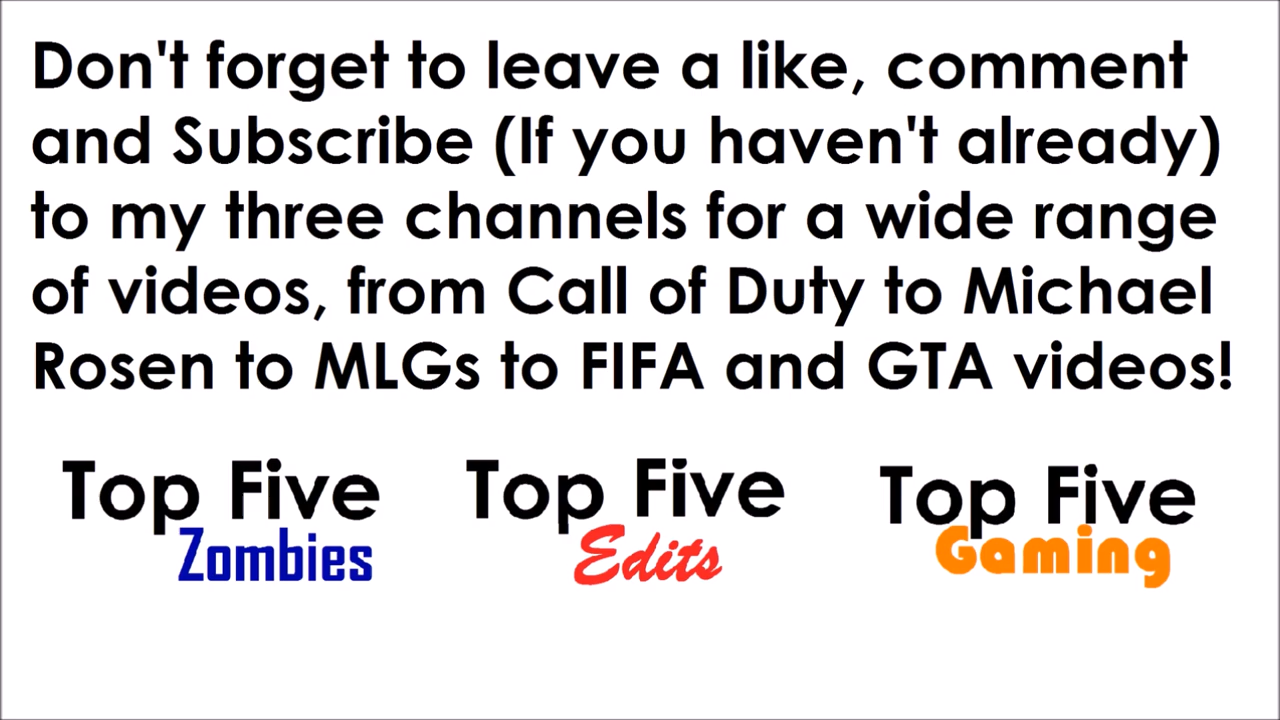 Don't forget to leave a like, comment
and Subscribe (If you haven't already)
to my three channels for a wide range
of videos, from Call of Duty to Michael
Rosen to MLGs to FIFA and GTA videos!
Top Five
Zombies
Top Five
Edits
Top Five
Gaming